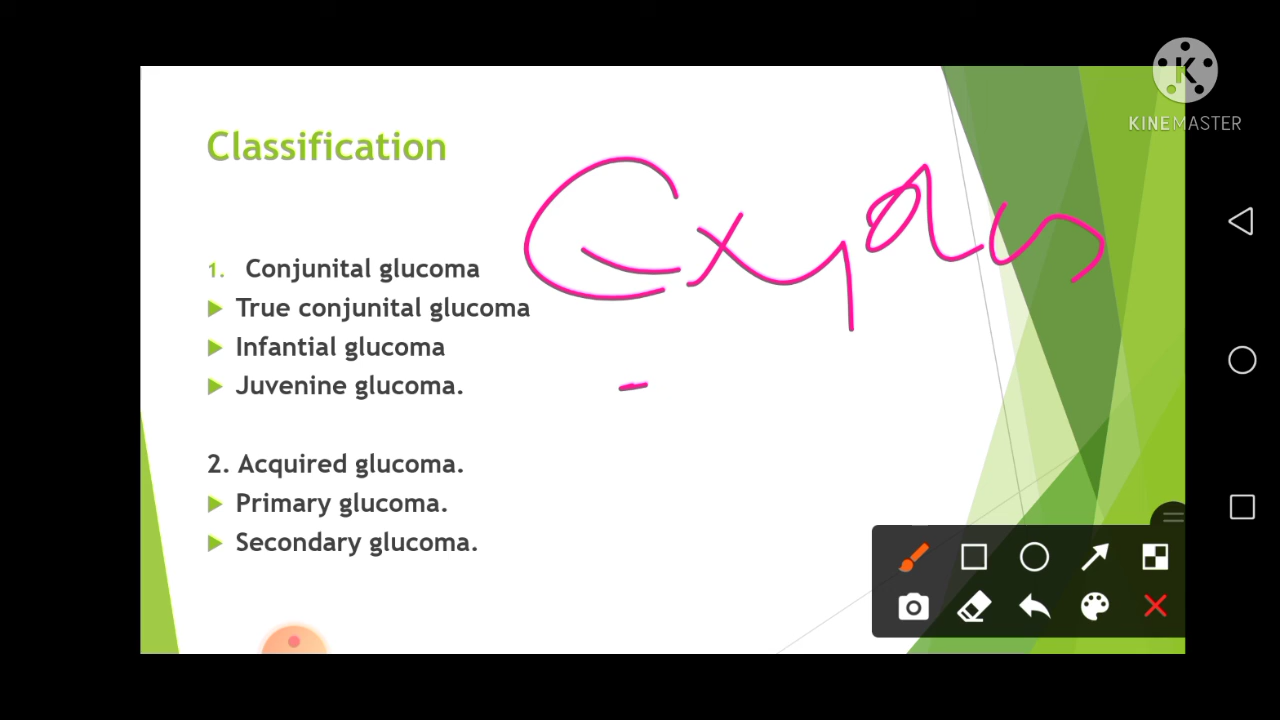 KINEMASTER
Classification
1. Conjunital glucoma
True conjunital glucoma
Infantial glucoma
Juvenine glucoma.
2. Acquired glucoma.
Primary glucoma.
Secondary glucoma.